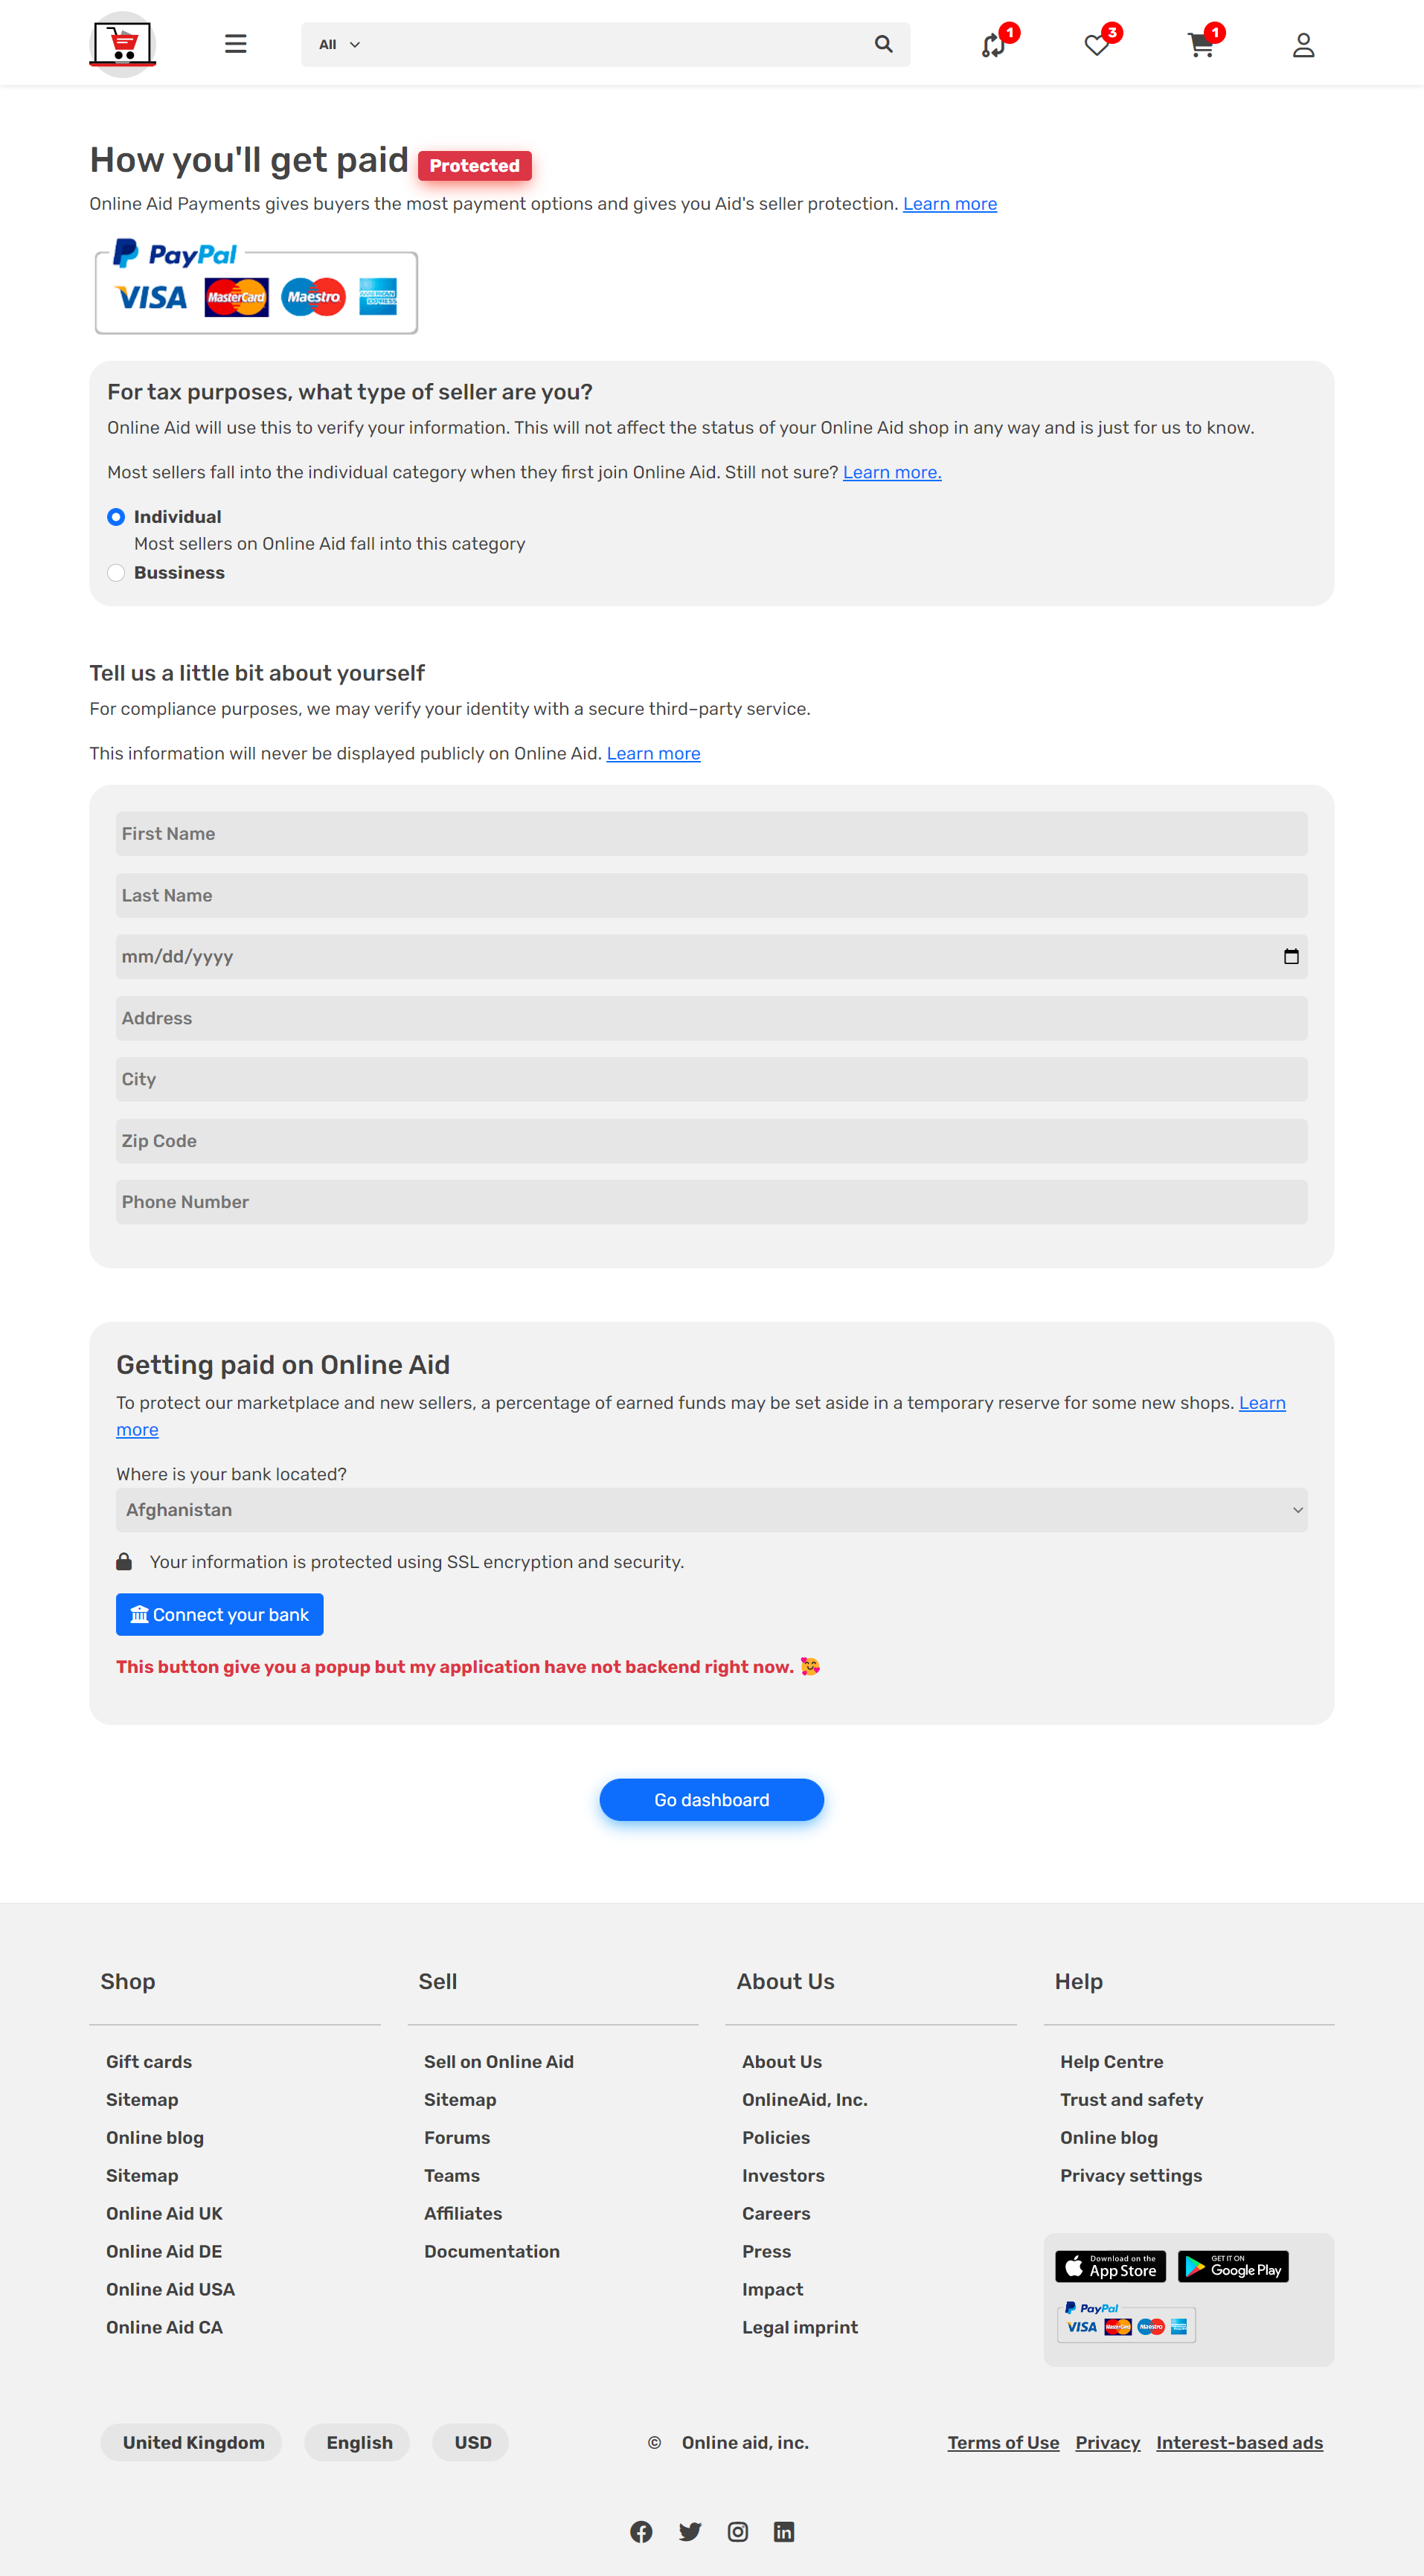 All
1
3
1
How you'll get paid Protected
Online Aid Payments gives buyers the most payment options and gives you Aid's seller protection. Learn more
PayPal
VISA MasterCard Maestro AMERICAN EXPRESS
For tax purposes, what type of seller are you?
Online Aid will use this to verify your information. This will not affect the status of your Online Aid shop in any way and is just for us to know.
Most sellers fall into the individual category when they first join Online Aid. Still not sure? Learn more.
Individual
Most sellers on Online Aid fall into this category
Bussiness
Tell us a little bit about yourself
For compliance purposes, we may verify your identity with a secure third-party service.
This information will never be displayed publicly on Online Aid. Learn more
First Name
Last Name
mm/dd/yyyy
Address
City
Zip Code
Phone Number
Getting paid on Online Aid
To protect our marketplace and new sellers, a percentage of earned funds may be set aside in a temporary reserve for some new shops. Learn
more
Where is your bank located?
Afghanistan
Your information is protected using SSL encryption and security.
Connect your bank
This button give you a popup but my application have not backend right now. 🥰
Go dashboard
Shop
Gift cards
Sitemap
Online blog
Sitemap
Online Aid UK
Online Aid DE
Online Aid USA
Online Aid CA
Sell
Sell on Online Aid
Sitemap
Forums
Teams
Affiliates
Documentation
About Us
About Us
OnlineAid, Inc.
Policies
Investors
Careers
Press
Impact
Legal imprint
Help
Help Centre
Trust and safety
Online blog
Privacy settings
Download on the
App Store
GET IT ON
Google Play
PayPal
VISA MasterCard Maestro
United Kingdom English USD
© Online aid, inc.
Terms of Use Privacy Interest-based ads